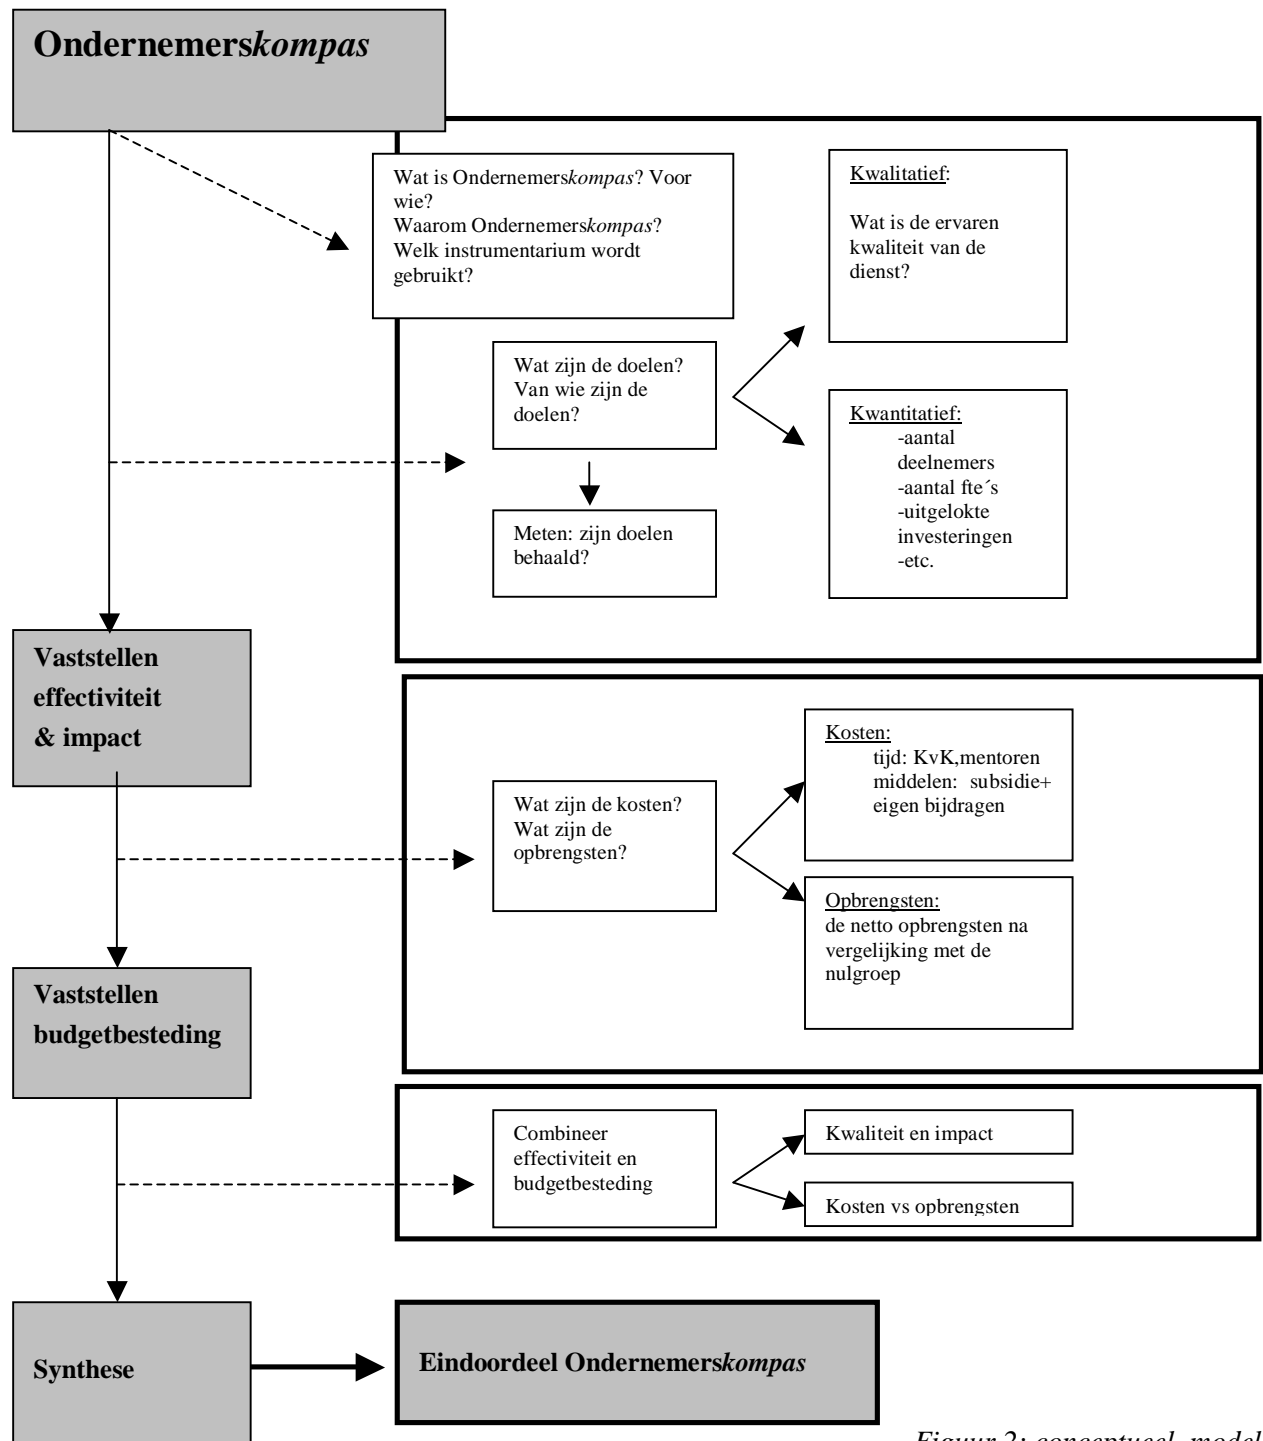 Ondernemerskompas
Wat is Ondernemerskompas? Voor
wie?
Waarom Ondernemerskompas?
Welk instrumentarium wordt
gebruikt?
Kwalitatief:
Wat is de ervaren
kwaliteit van de
dienst?
Wat zijn de doelen?
Van wie zijn de
doelen?
Kwantitatief:
-aantal
deelnemers
-aantal fte´s
-uitgelokte
investeringen
-etc.
Meten: zijn doelen
behaald?
Vaststellen
effectiviteit
& impact
Kosten:
tijd: KvK,mentoren
middelen: subsidie+
eigen bijdragen
Wat zijn de kosten?
Wat zijn de
opbrengsten?
Opbrengsten:
de netto opbrengsten na
vergelijking met de
nulgroep
Vaststellen
budgetbesteding
Combineer
effectiviteit en
budgetbesteding
Kwaliteit en impact
Kosten vs opbrengsten
Synthese
Eindoordeel Ondernemerskompas
Figuur 2: conceptueel model